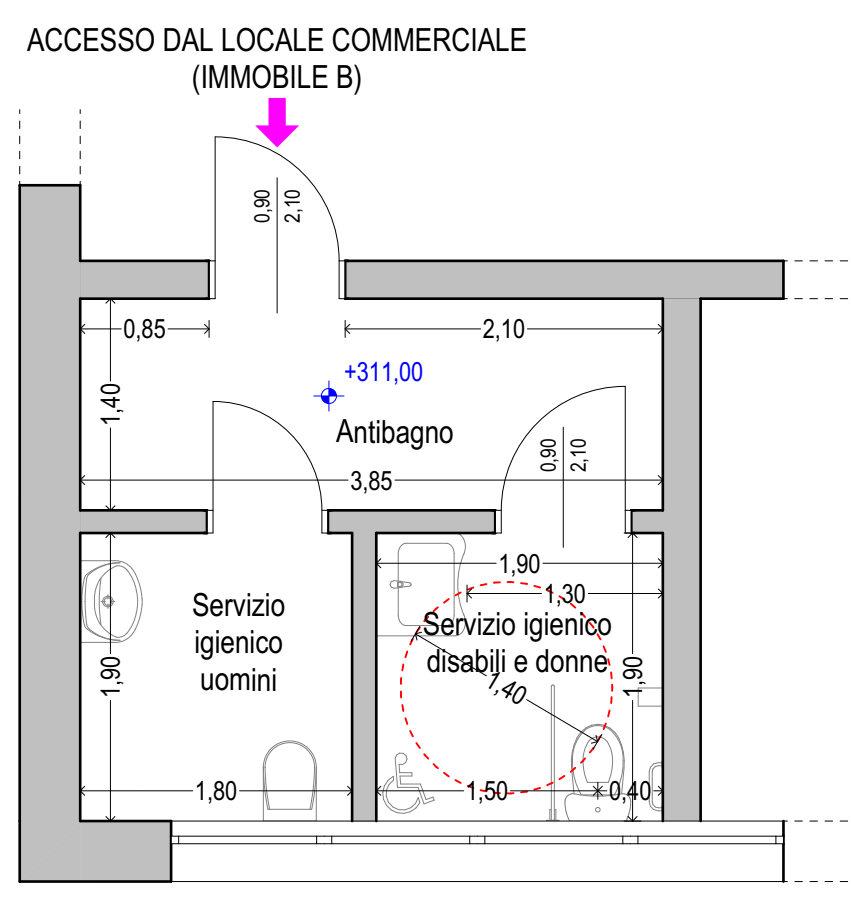 ACCESSO DAL LOCALE COMMERCIALE
(IMMOBILE B)
0,90
2,10
0,85
2,10
+311,00
1,40
Antibagno
0,90
2,10
3,85
1,90
1,30
Servizio
igienico
uomini
Servizio igienico
disabili e donne
1,90
1,40
1,90
1,80
1,50
0,40